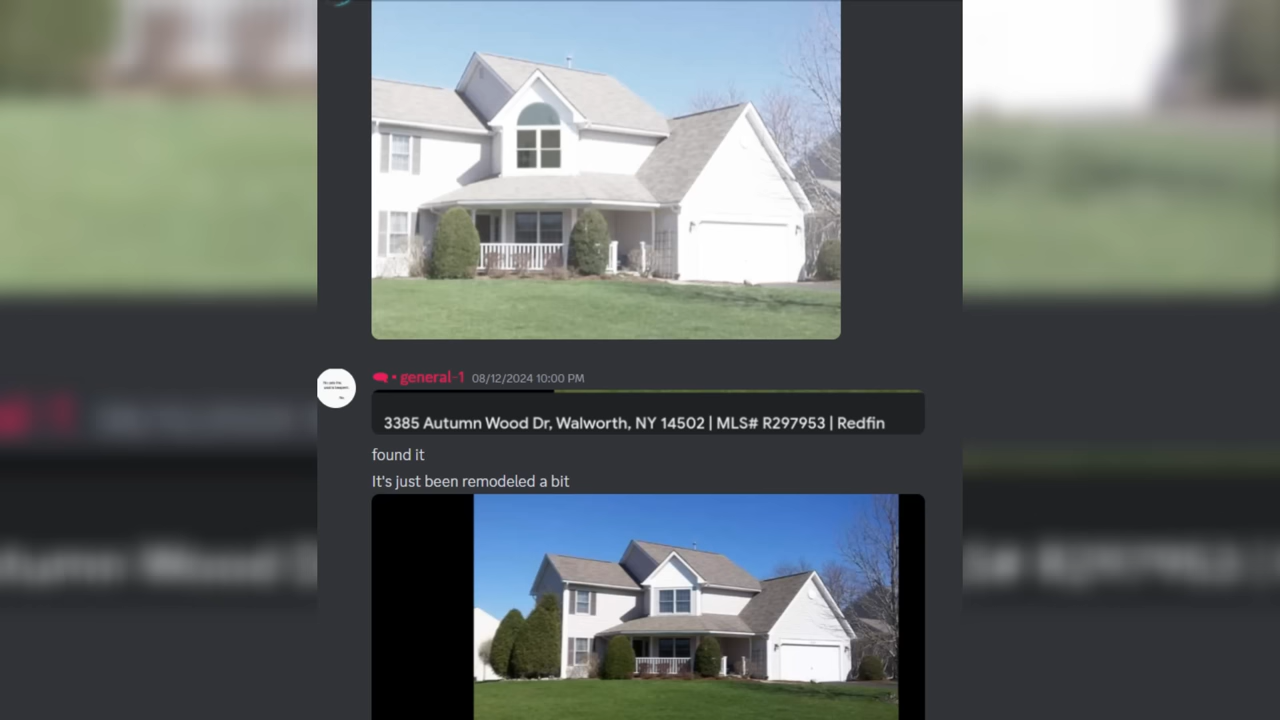 • general-1 08/12/2024 10:00 PM
3385 Autumn Wood Dr, Walworth, NY 14502 | MLS# R297953 | Redfin
found it
It's just been remodeled a bit